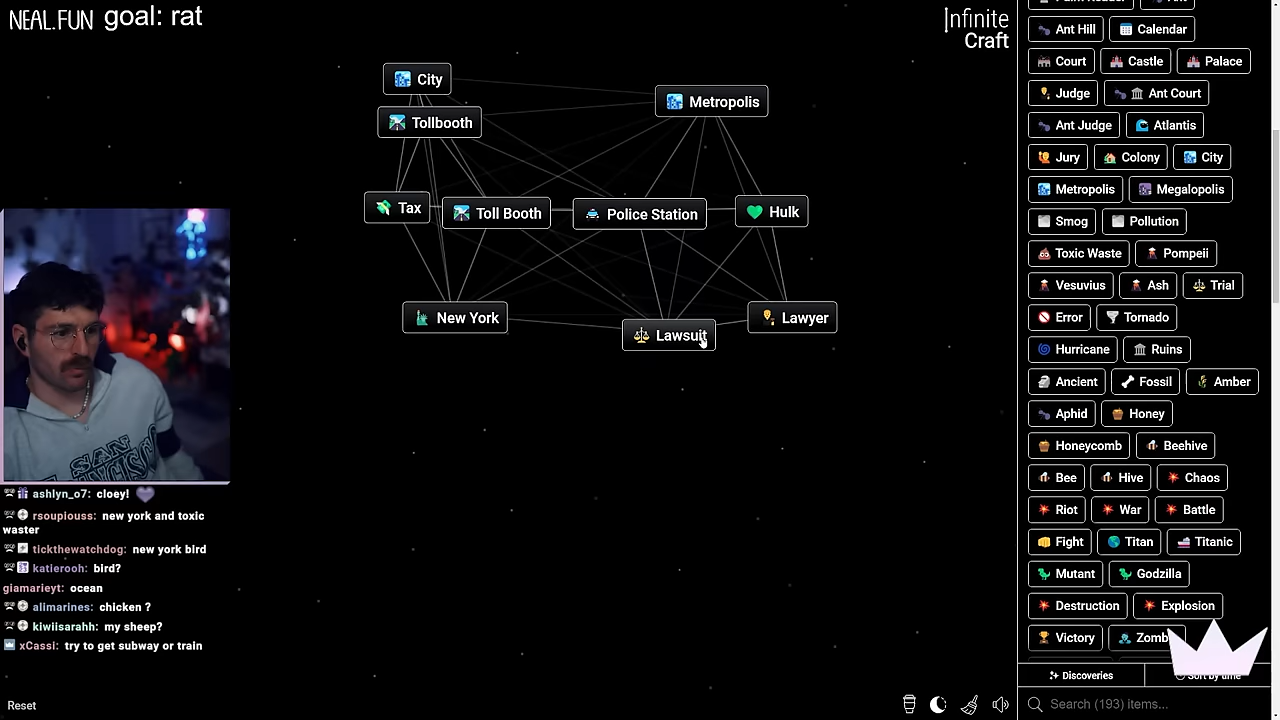 NEAL.FUN goal: rat
Infinite
Craft
City
Metropolis
Tollbooth
Tax
Toll Booth
Police Station
Hulk
New York
Lawsuit
Lawyer
SAN
ashlyn_o7: cloey!
rsoupiouss: new york and toxic
waster
tickthewatchdog: new york bird
katierooh: bird?
giamarieyt: ocean
alimarines: chicken ?
kiwiisarahh: my sheep?
xCassi: try to get subway or train
Reset
Ant Hill Calendar
Court Castle Palace
Judge Ant Court
Ant Judge Atlantis
Jury Colony City
Metropolis Megalopolis
Smog Pollution
Toxic Waste Pompeii
Vesuvius Ash Trial
Error Tornado
Hurricane Ruins
Ancient Fossil Amber
Aphid Honey
Honeycomb Beehive
Bee Hive Chaos
Riot War Battle
Fight Titan Titanic
Mutant Godzilla
Destruction Explosion
Victory Zomb
Discoveries Sort by time
Search (193) items...